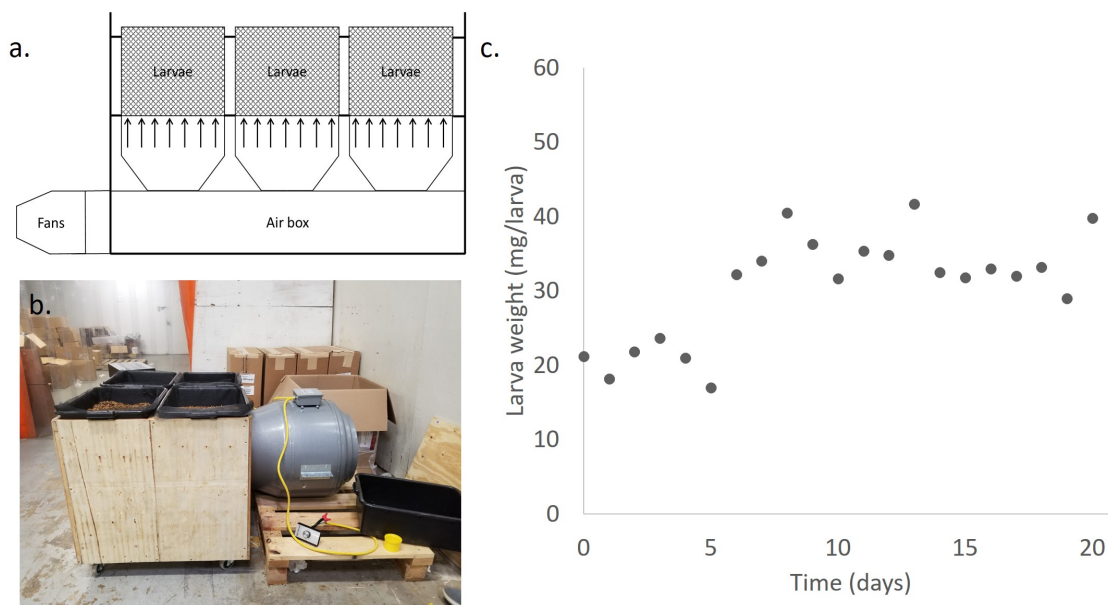 a.
Larvae Larvae Larvae
Fans
Air box
b.
c.
Larva weight (mg/larva)
60
50
40
30
20
10
0
0 5 10 15 20
Time (days)